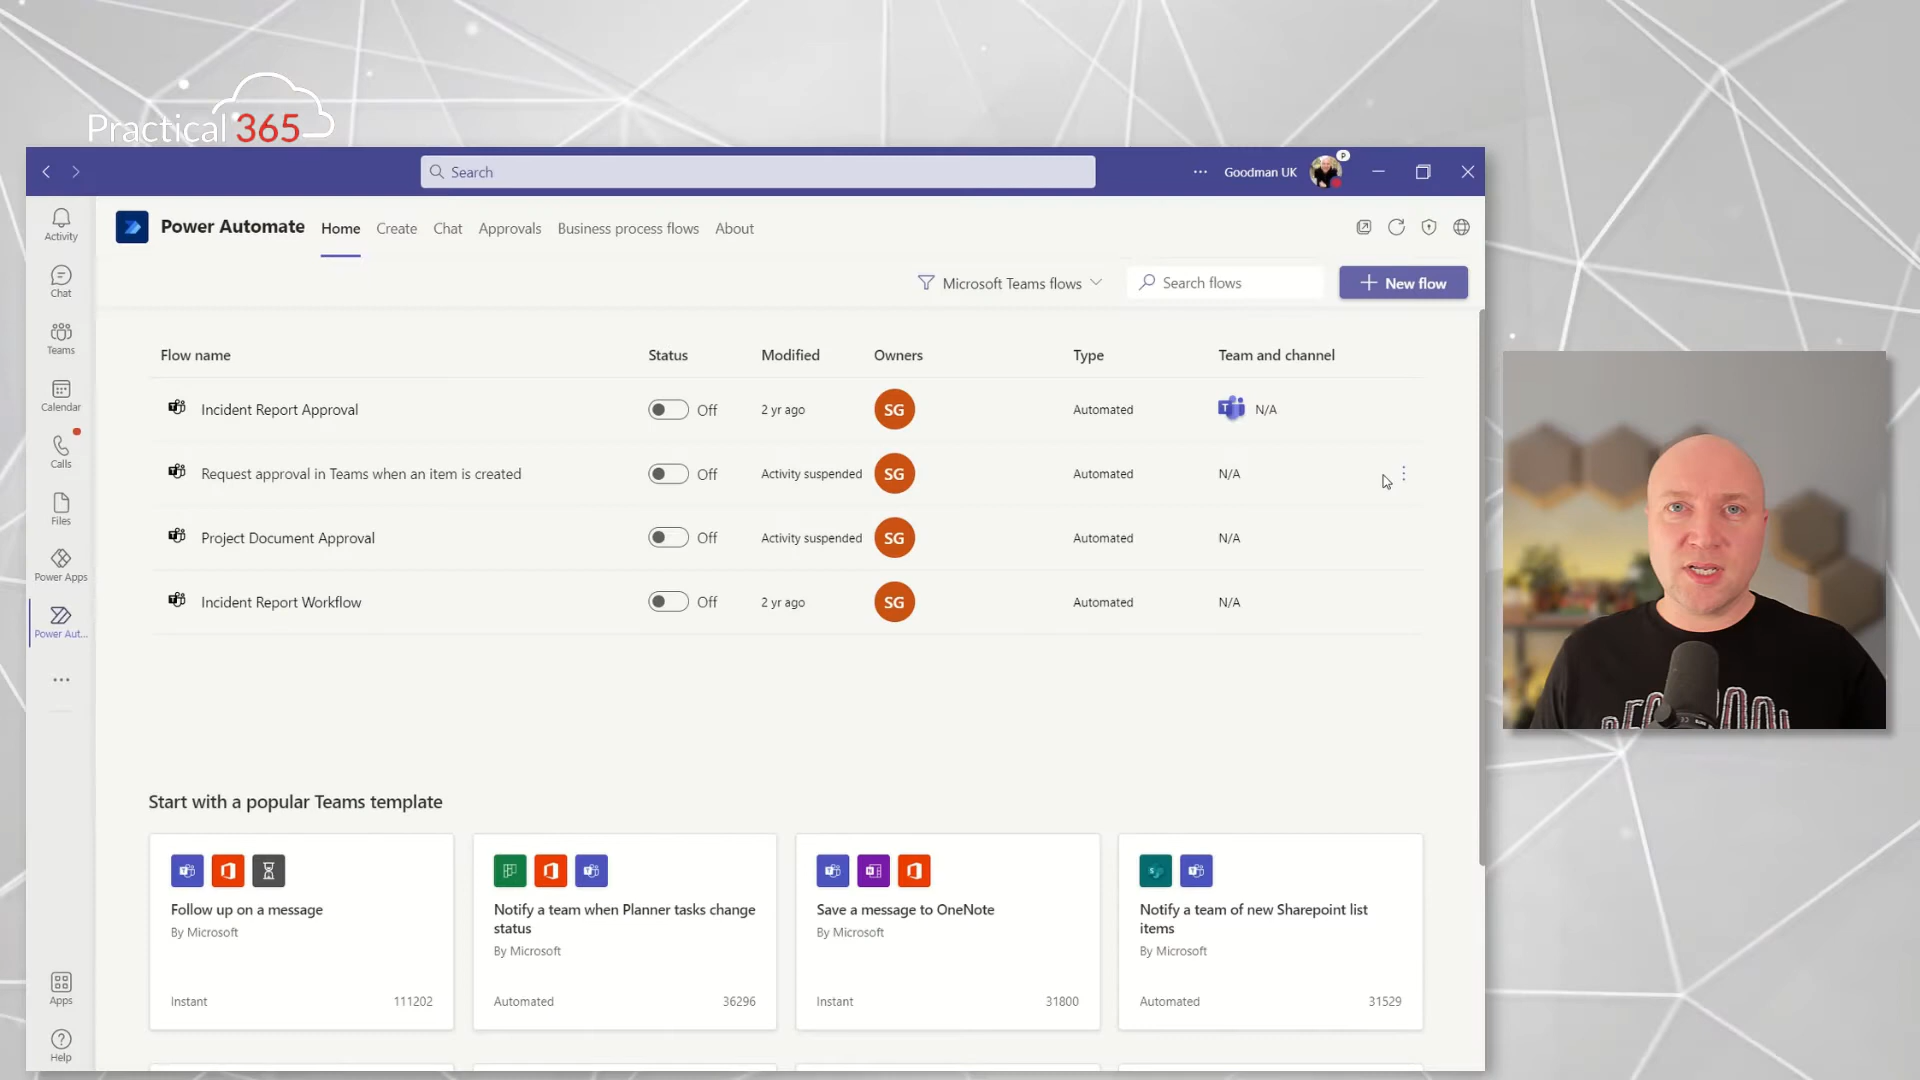 Practical 365
Search
Goodman UK
P
Activity
Chat
Teams
Calendar
Calls
Files
Power Apps
Power Aut...
Apps
Help
Power Automate
Home
Create
Chat
Approvals
Business process flows
About
Microsoft Teams flows
Search flows
New flow
Flow name
Status
Modified
Owners
Type
Team and channel
Incident Report Approval
Off
2 yr ago
SG
Automated
N/A
Request approval in Teams when an item is created
Off
Activity suspended
SG
Automated
N/A
Project Document Approval
Off
Activity suspended
SG
Automated
N/A
Incident Report Workflow
Off
2 yr ago
SG
Automated
N/A
Start with a popular Teams template
Follow up on a message
By Microsoft
Instant
111202
Notify a team when Planner tasks change
status
By Microsoft
Automated
36296
Save a message to OneNote
By Microsoft
Instant
31800
Notify a team of new Sharepoint list
items
By Microsoft
Automated
31529